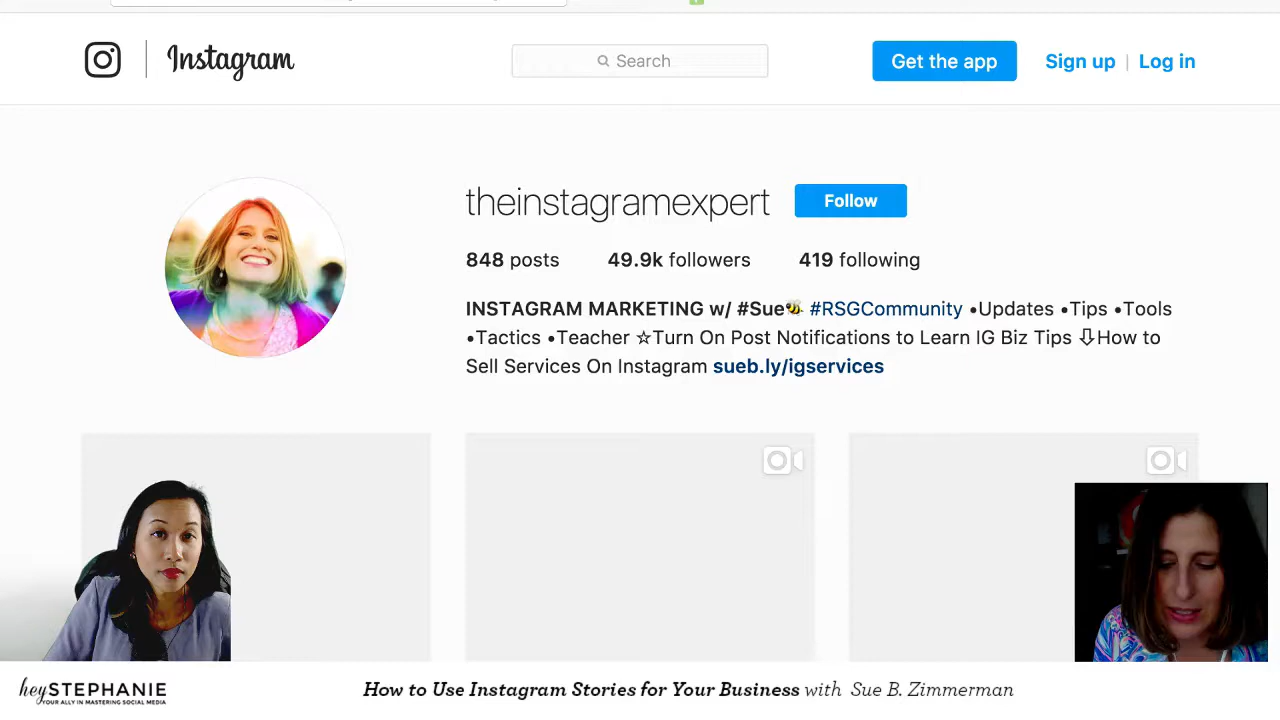 Instagram
Search
Get the app
Sign up | Log in
theinstagramexpert
Follow
848 posts 49.9k followers 419 following
INSTAGRAM MARKETING w/ #Sue🐝 #RSGCommunity •Updates •Tips •Tools
•Tactics •Teacher ☆Turn On Post Notifications to Learn IG Biz Tips ⇩How to
Sell Services On Instagram sueb.ly/igservices
heySTEPHANIE
YOUR ALLY IN MASTERING SOCIAL MEDIA
How to Use Instagram Stories for Your Business with Sue B. Zimmerman